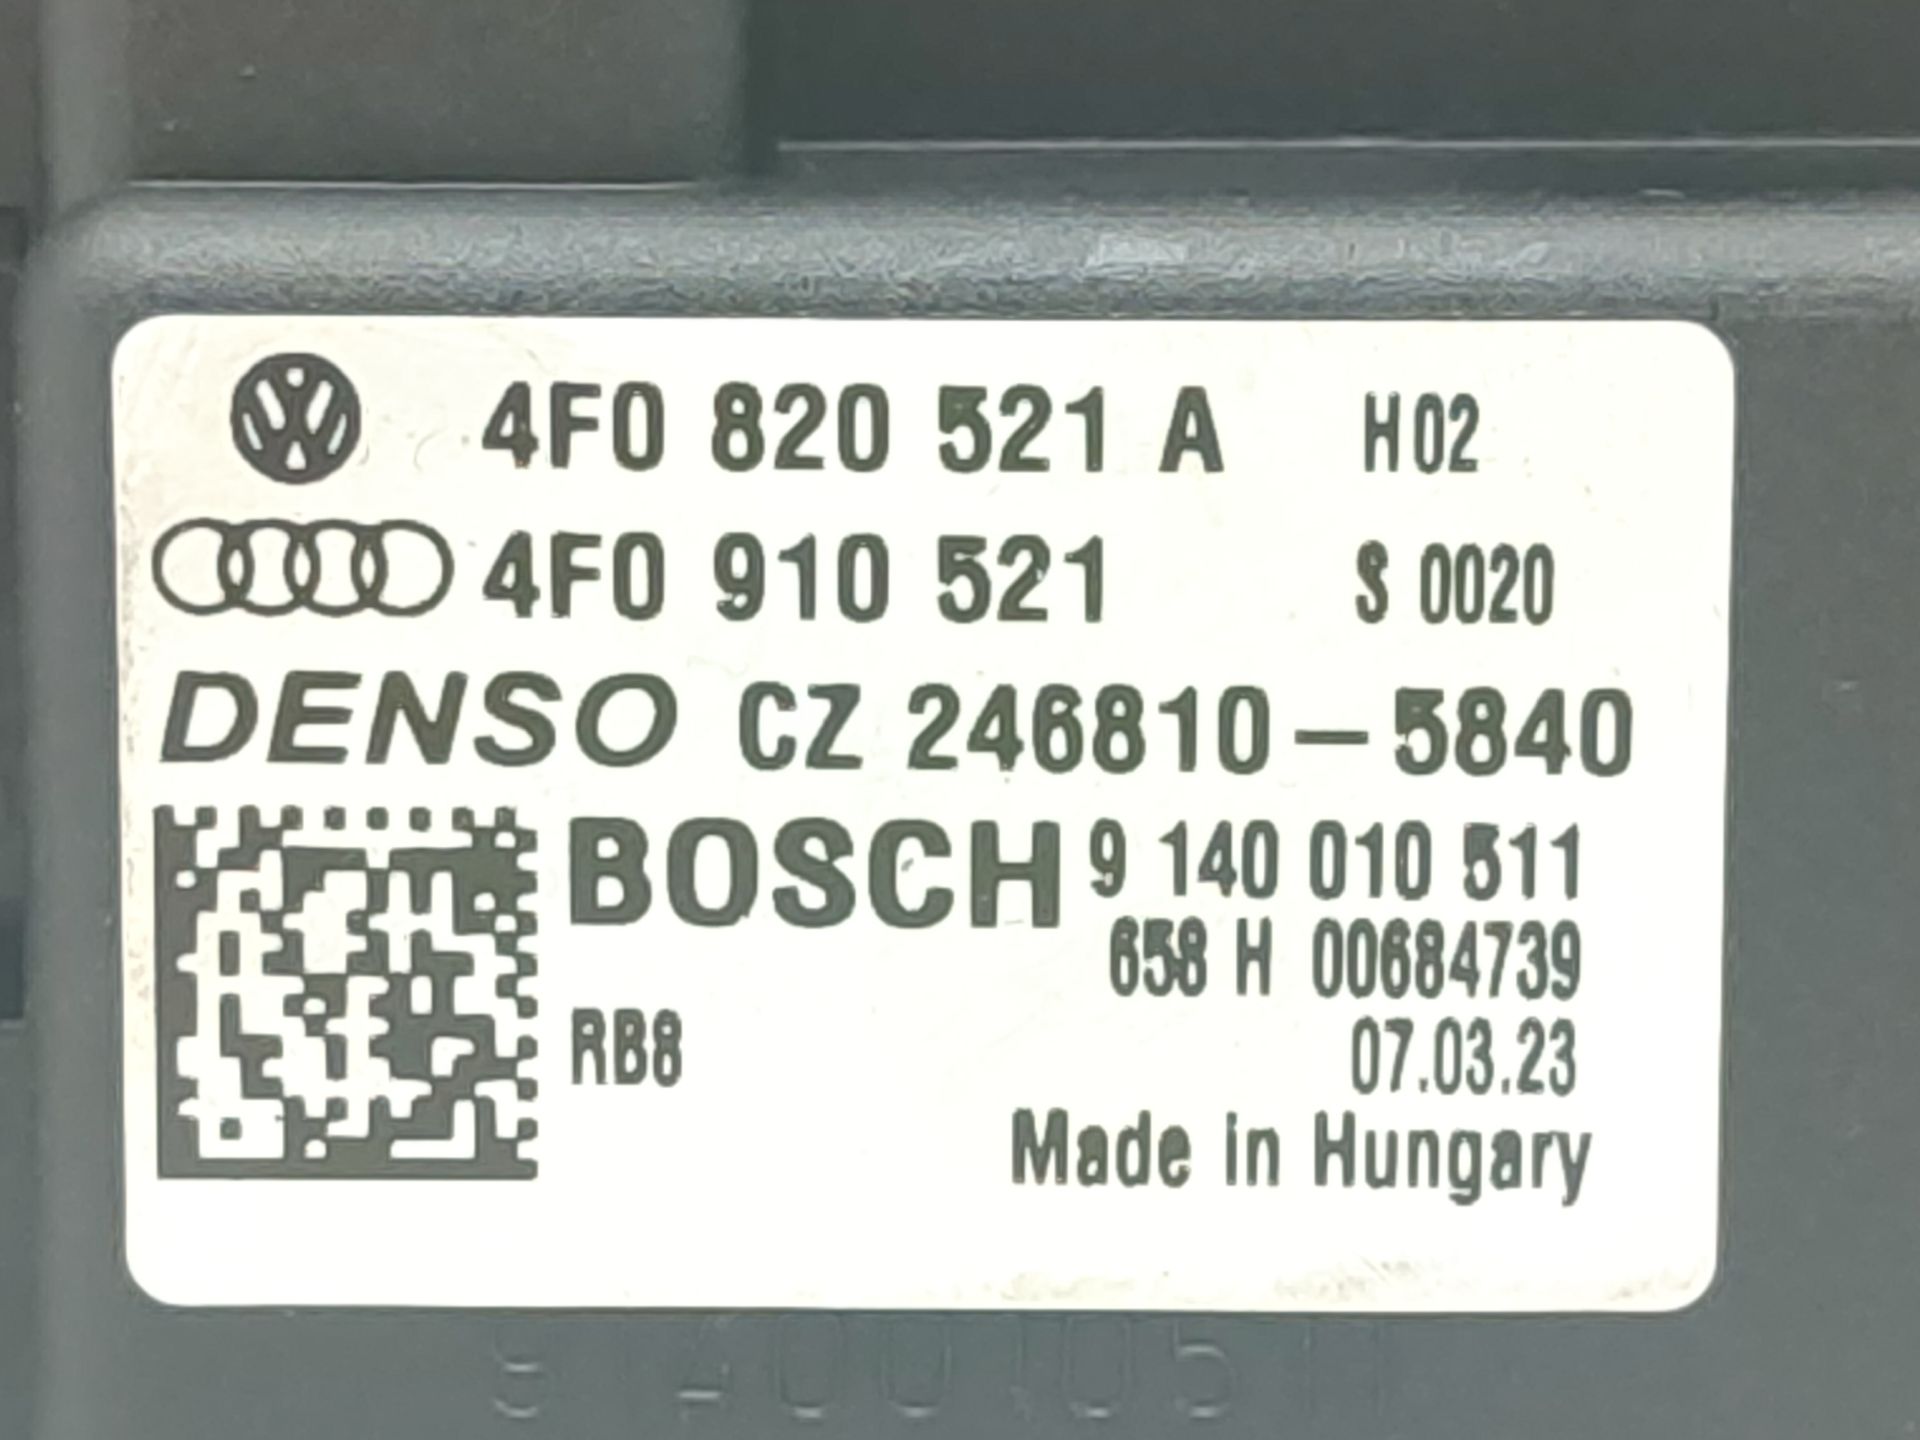 4F0 820 521 A H02
4F0 910 521 S 0020
DENSO CZ 246810-5840
BOSCH 9 140 010 511
658 H 00684739
RB8 07.03.23
Made in Hungary
9140010511